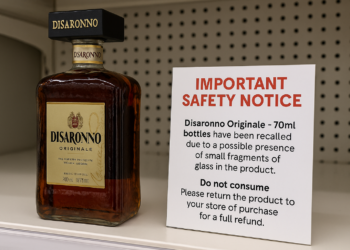 DISARONNO
DISARONNO
DISARONNO
ORIGINALE
IMPORTANT
SAFETY NOTICE
Disaronno Originale - 70ml
bottles have been recalled
due to a possible presence
of small fragments of
glass in the product.
Do not consume
Please return the product to
your store of purchase
for a full refund.